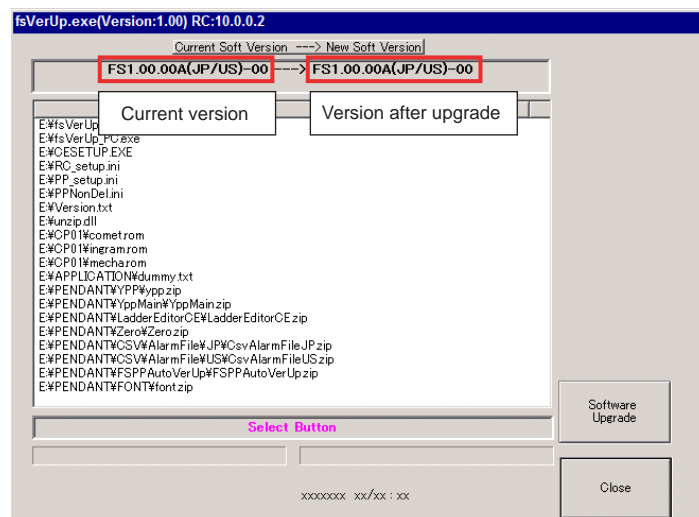 fsVerUp.exe(Version:1.00) RC:10.0.0.2
Current Soft Version ---> New Soft Version
FS1.00.00A(JP/US)-00 ---> FS1.00.00A(JP/US)-00
Current version Version after upgrade
E:¥fsVerUp
E:¥fsVerUp_PC.exe
E:¥CESETUP.EXE
E:¥RC_setup.ini
E:¥PP_setup.ini
E:¥PPNonDel.ini
E:¥Version.txt
E:¥unzip.dll
E:¥CP01¥comet.rom
E:¥CP01¥ingram.rom
E:¥CP01¥mecha.rom
E:¥APPLICATION¥dummy.txt
E:¥PENDANT¥YPP¥ypp.zip
E:¥PENDANT¥YppMain¥YppMain.zip
E:¥PENDANT¥LadderEditorCE¥LadderEditorCE.zip
E:¥PENDANT¥Zero¥Zero.zip
E:¥PENDANT¥CSV¥AlarmFile¥JP¥CsvAlarmFileJP.zip
E:¥PENDANT¥CSV¥AlarmFile¥US¥CsvAlarmFileUS.zip
E:¥PENDANT¥FSPPAutoVerUp¥FSPPAutoVerUp.zip
E:¥PENDANT¥FONT¥font.zip
Select Button
Software
Upgrade
Close
xxxxxxx xx/xx : xx